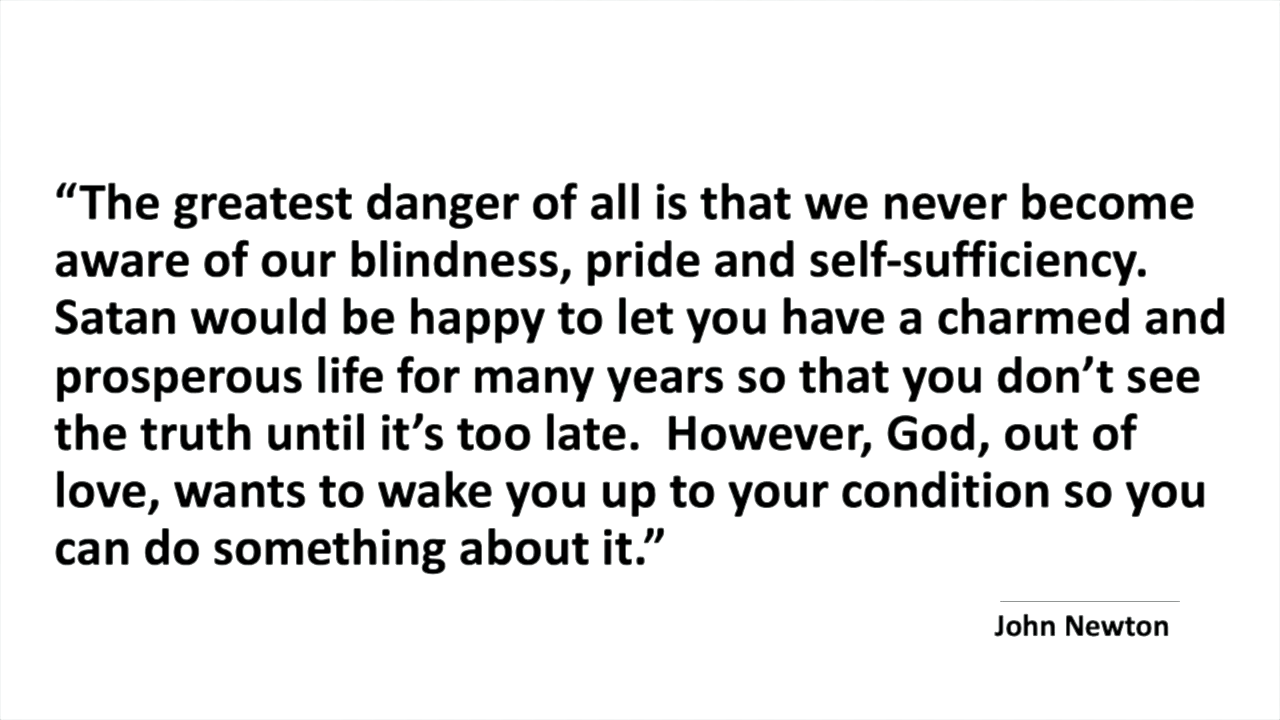 “The greatest danger of all is that we never become
aware of our blindness, pride and self-sufficiency.
Satan would be happy to let you have a charmed and
prosperous life for many years so that you don’t see
the truth until it’s too late.  However, God, out of
love, wants to wake you up to your condition so you
can do something about it.”
John Newton